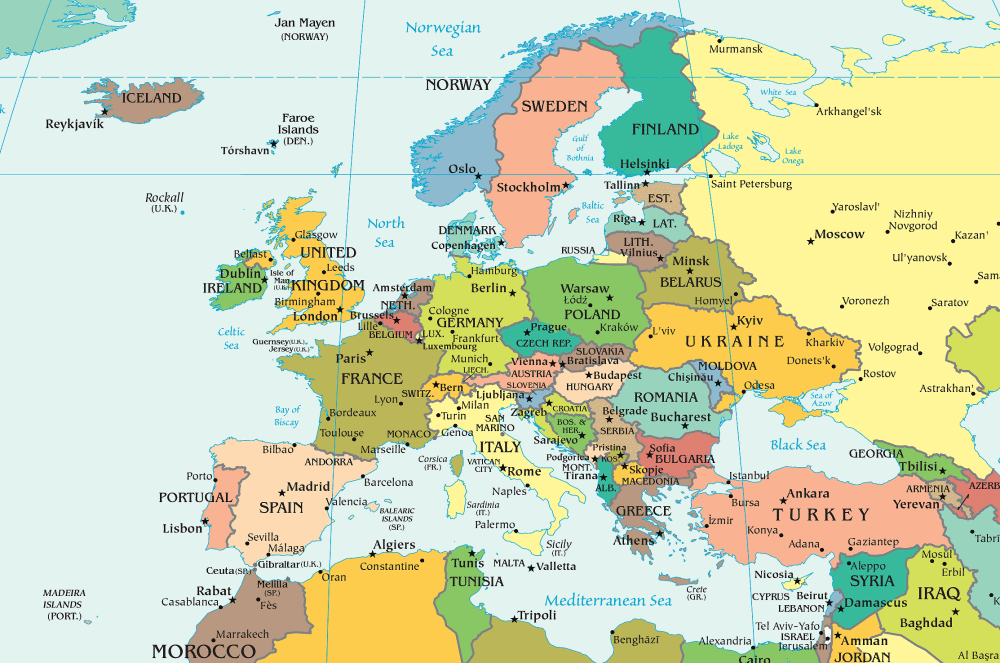 Jan Mayen
(NORWAY)
Norwegian
Sea
Murmansk
NORWAY
ICELAND
Reykjavík
White Sea
Arkhangel'sk
SWEDEN
Faroe
Islands
(DEN.)
Tórshavn
FINLAND
Gulf
of
Bothnia
Lake
Ladoga
Lake
Onega
Oslo
Helsinki
Stockholm
Tallinn
Saint Petersburg
EST.
Rockall
(U.K.)
Baltic
Sea
Yaroslavl'
Nizhniy
Novgorod
Moscow
Kazan'
Riga
LAT.
North
Sea
DENMARK
Copenhagen
Glasgow
LITH.
Vilnius
RUSSIA
Ul'yanovsk
Belfast
UNITED
KINGDOM
Leeds
Dublin
IRELAND
Isle of
Man
(U.K.)
Minsk
BELARUS
Sam
Hamburg
Berlin
Amsterdam
NETH.
Birmingham
London
Warsaw
Łódź
POLAND
Homyel'
Voronezh
Saratov
Celtic
Sea
Brussels
Lille
BELGIUM
LUX.
Luxembourg
Cologne
GERMANY
Frankfurt
Prague
CZECH REP.
Kraków
L'viv
Kyiv
UKRAINE
Kharkiv
Donets'k
Volgograd
Rostov
Astrakhan'
Guernsey(U.K.)
Jersey(U.K.)
Paris
FRANCE
Munich
LIECH.
Vienna
AUSTRIA
SLOVAKIA
Bratislava
Budapest
HUNGARY
MOLDOVA
Chişinău
Odesa
Sea of
Azov
SWITZ.
Bern
Lyon
SLOVENIA
Ljubljana
Zagreb
CROATIA
ROMANIA
Bucharest
Bay of
Biscay
Bordeaux
Toulouse
Marseille
MONACO
Milan
Turin
Genoa
SAN
MARINO
BOS. &
HER.
Sarajevo
Belgrade
SERBIA
Bilbao
ANDORRA
Corsica
(FR.)
ITALY
VATICAN
CITY
Rome
Podgorica
MONT.
Pristina
KOS.
Sofia
BULGARIA
Black Sea
GEORGIA
Tbilisi
Tirana
ALB.
Skopje
MACEDONIA
Porto
PORTUGAL
Lisbon
Madrid
SPAIN
Barcelona
Valencia
BALEARIC
ISLANDS
(SP.)
Sardinia
(IT.)
Naples
Istanbul
Bursa
Ankara
TURKEY
ARMENIA
Yerevan
AZERB
GREECE
Athens
İzmir
Konya
Adana
Gaziantep
Tabrī
Sevilla
Málaga
Palermo
Sicily
(IT.)
Ceuta(SP.)
Gibraltar(U.K.)
Algiers
Constantine
Oran
Tunis
TUNISIA
MALTA
Valletta
Crete
(GR.)
Nicosia
CYPRUS
Aleppo
SYRIA
Mosul
Erbil
IRAQ
Baghdad
MADEIRA
ISLANDS
(PORT.)
Rabat
Casablanca
Melilla
(SP.)
Fès
Mediterranean Sea
Tripoli
Beirut
LEBANON
Damascus
Marrakech
MOROCCO
Benghāzī
Alexandria
Cairo
Tel Aviv-Yafo
ISRAEL
Jerusalem
Amman
JORDAN
Al Başra